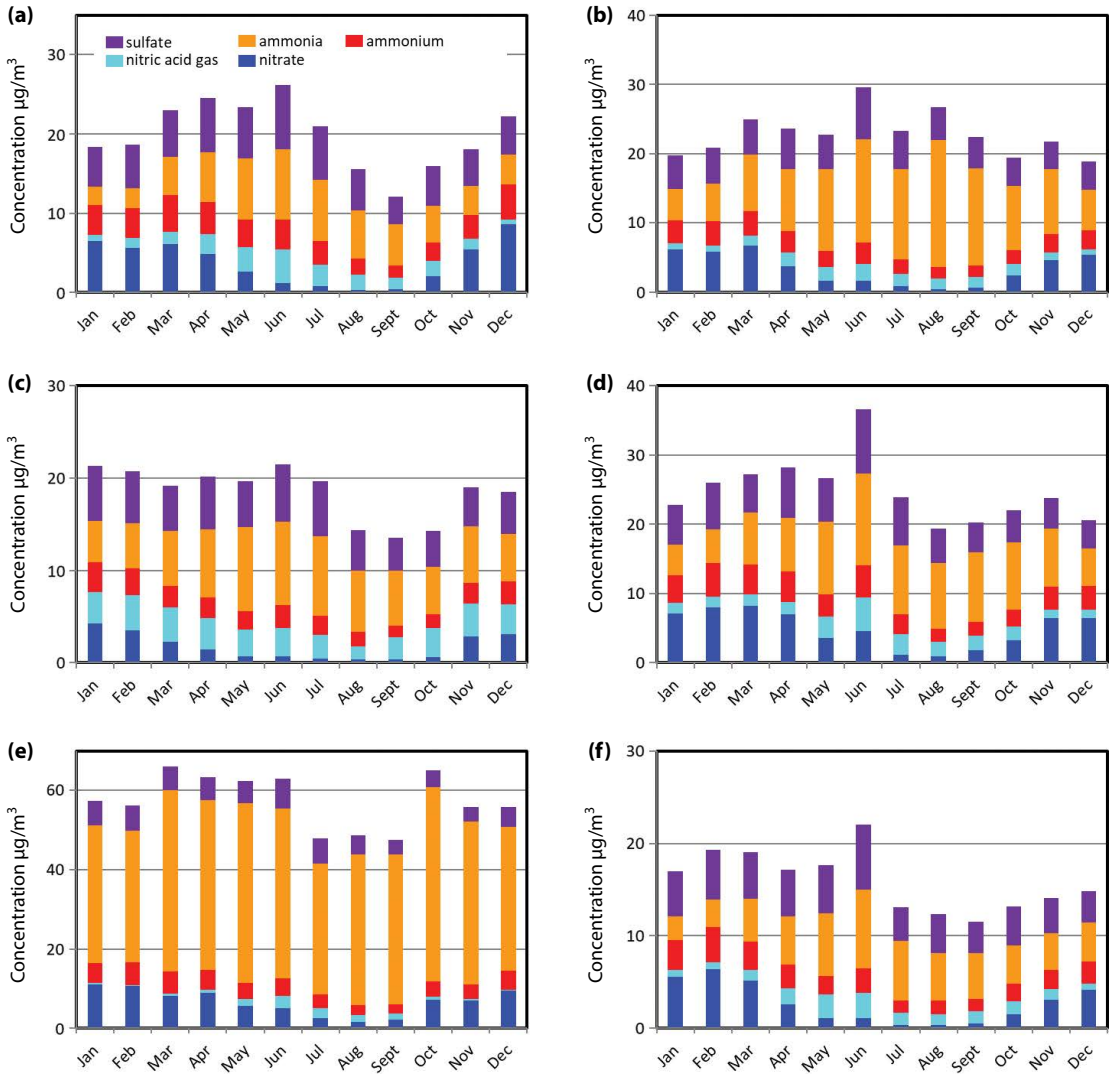 (a)
Concentration μg/m³
30
20
10
0
sulfate ammonia ammonium
nitric acid gas nitrate
Jan Feb Mar Apr May Jun Jul Aug Sept Oct Nov Dec
(b)
Concentration μg/m³
40
30
20
10
0
Jan Feb Mar Apr May Jun Jul Aug Sept Oct Nov Dec
(c)
Concentration μg/m³
30
20
10
0
Jan Feb Mar Apr May Jun Jul Aug Sept Oct Nov Dec
(d)
Concentration μg/m³
40
30
20
10
0
Jan Feb Mar Apr May Jun Jul Aug Sept Oct Nov Dec
(e)
Concentration μg/m³
60
40
20
0
Jan Feb Mar Apr May Jun Jul Aug Sept Oct Nov Dec
(f)
Concentration μg/m³
30
20
10
0
Jan Feb Mar Apr May Jun Jul Aug Sept Oct Nov Dec